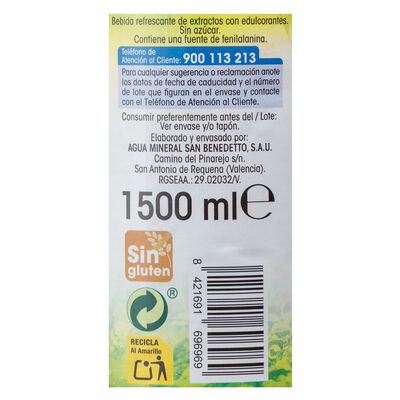 Bebida refrescante de extractos con edulcorantes.
Sin azúcar.
Contiene una fuente de fenilalanina.
Teléfono de
Atención al Cliente: 900 113 213
Para cualquier sugerencia o reclamación anote
los datos de fecha de caducidad y el número
de lote que figuran en el envase y contacte
con el Teléfono de Atención al Cliente.
Consumir preferentemente antes del / Lote:
Ver envase y/o tapón.
Elaborado y envasado por:
AGUA MINERAL SAN BENEDETTO, S.A.U.
Camino del Pinarejo s/n.
San Antonio de Requena (Valencia).
RGSEAA.: 29.02032/V.
1500 ml e
Sin
gluten
®
RECICLA
Al Amarillo
8 421691 696969